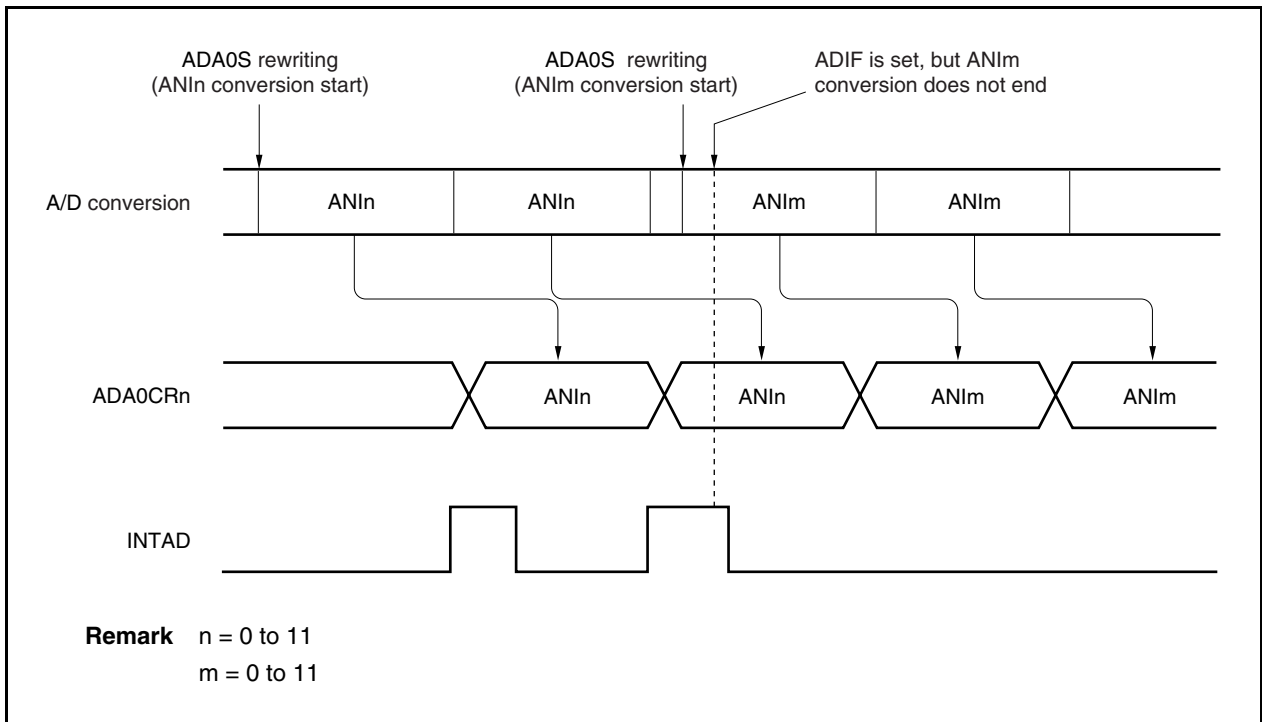 ADA0S rewriting
(ANIn conversion start)
ADA0S rewriting
(ANIm conversion start)
ADIF is set, but ANIm
conversion does not end
A/D conversion
ANIn
ANIn
ANIm
ANIm
ADA0CRn
ANIn
ANIn
ANIm
ANIm
INTAD
Remark n = 0 to 11
m = 0 to 11